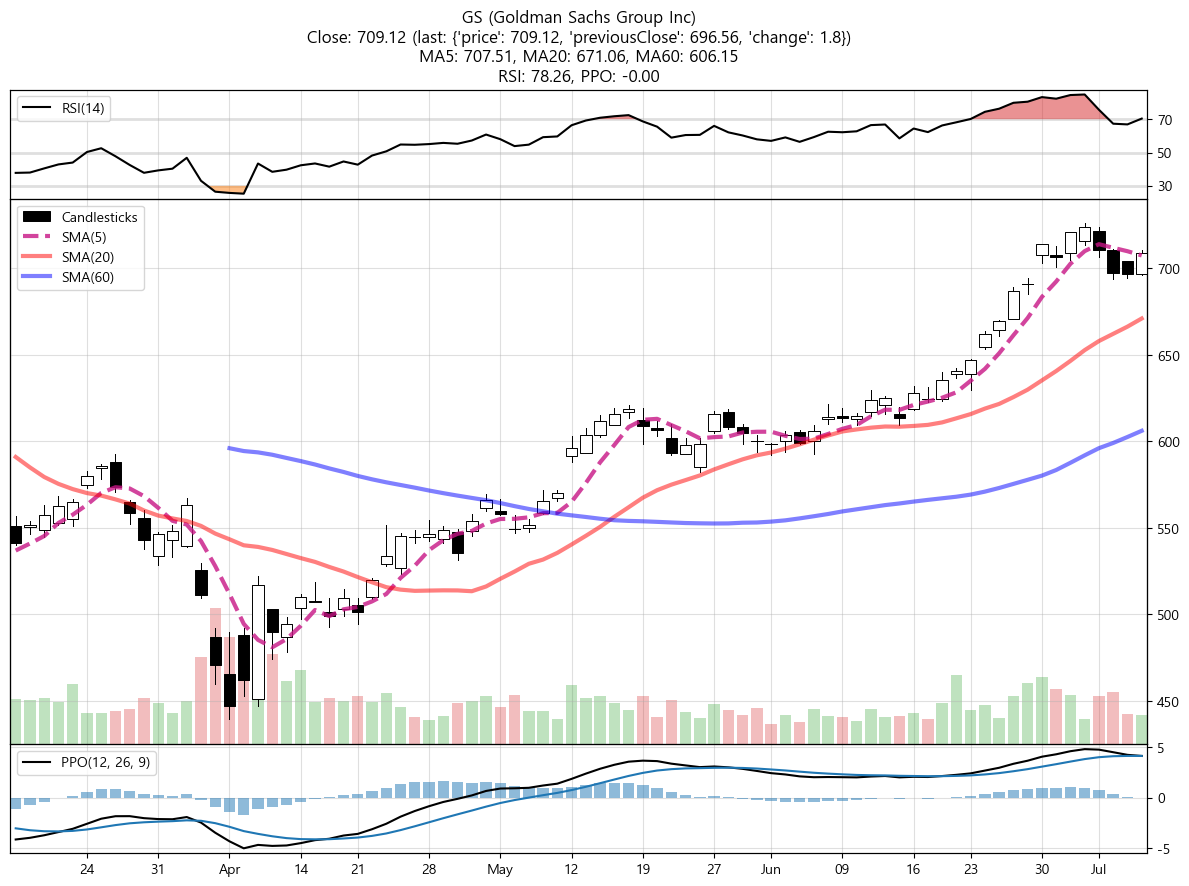 GS (Goldman Sachs Group Inc)
Close: 709.12 (last: {'price': 709.12, 'previousClose': 696.56, 'change': 1.8})
MA5: 707.51, MA20: 671.06, MA60: 606.15
RSI: 78.26, PPO: -0.00
RSI(14)
70
50
30
Candlesticks
SMA(5)
SMA(20)
SMA(60)
700
650
600
550
500
450
PPO(12, 26, 9)
5
0
-5
24 31 Apr 14 21 28 May 12 19 27 Jun 09 16 23 30 Jul